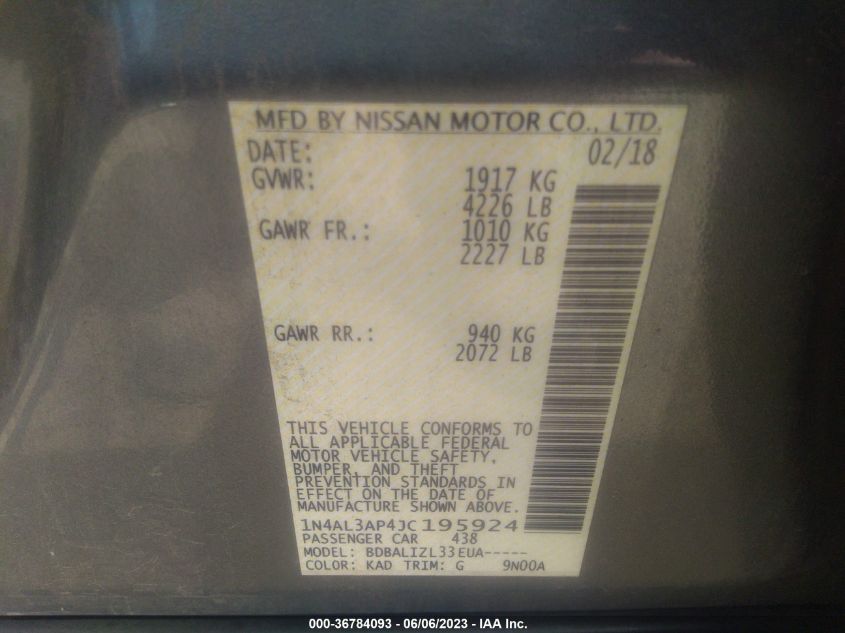 MFD BY NISSAN MOTOR CO., LTD.
DATE: 02/18
GVWR: 1917 KG
4226 LB
GAWR FR.: 1010 KG
2227 LB
GAWR RR.: 940 KG
2072 LB
THIS VEHICLE CONFORMS TO
ALL APPLICABLE FEDERAL
MOTOR VEHICLE SAFETY,
BUMPER, AND THEFT
PREVENTION STANDARDS IN
EFFECT ON THE DATE OF
MANUFACTURE SHOWN ABOVE.
1N4AL3AP4JC195924
PASSENGER CAR 438
MODEL: BDBALIZL33EUA-----
COLOR: KAD TRIM: G 9N00A
000-36784093 - 06/06/2023 - IAA Inc.